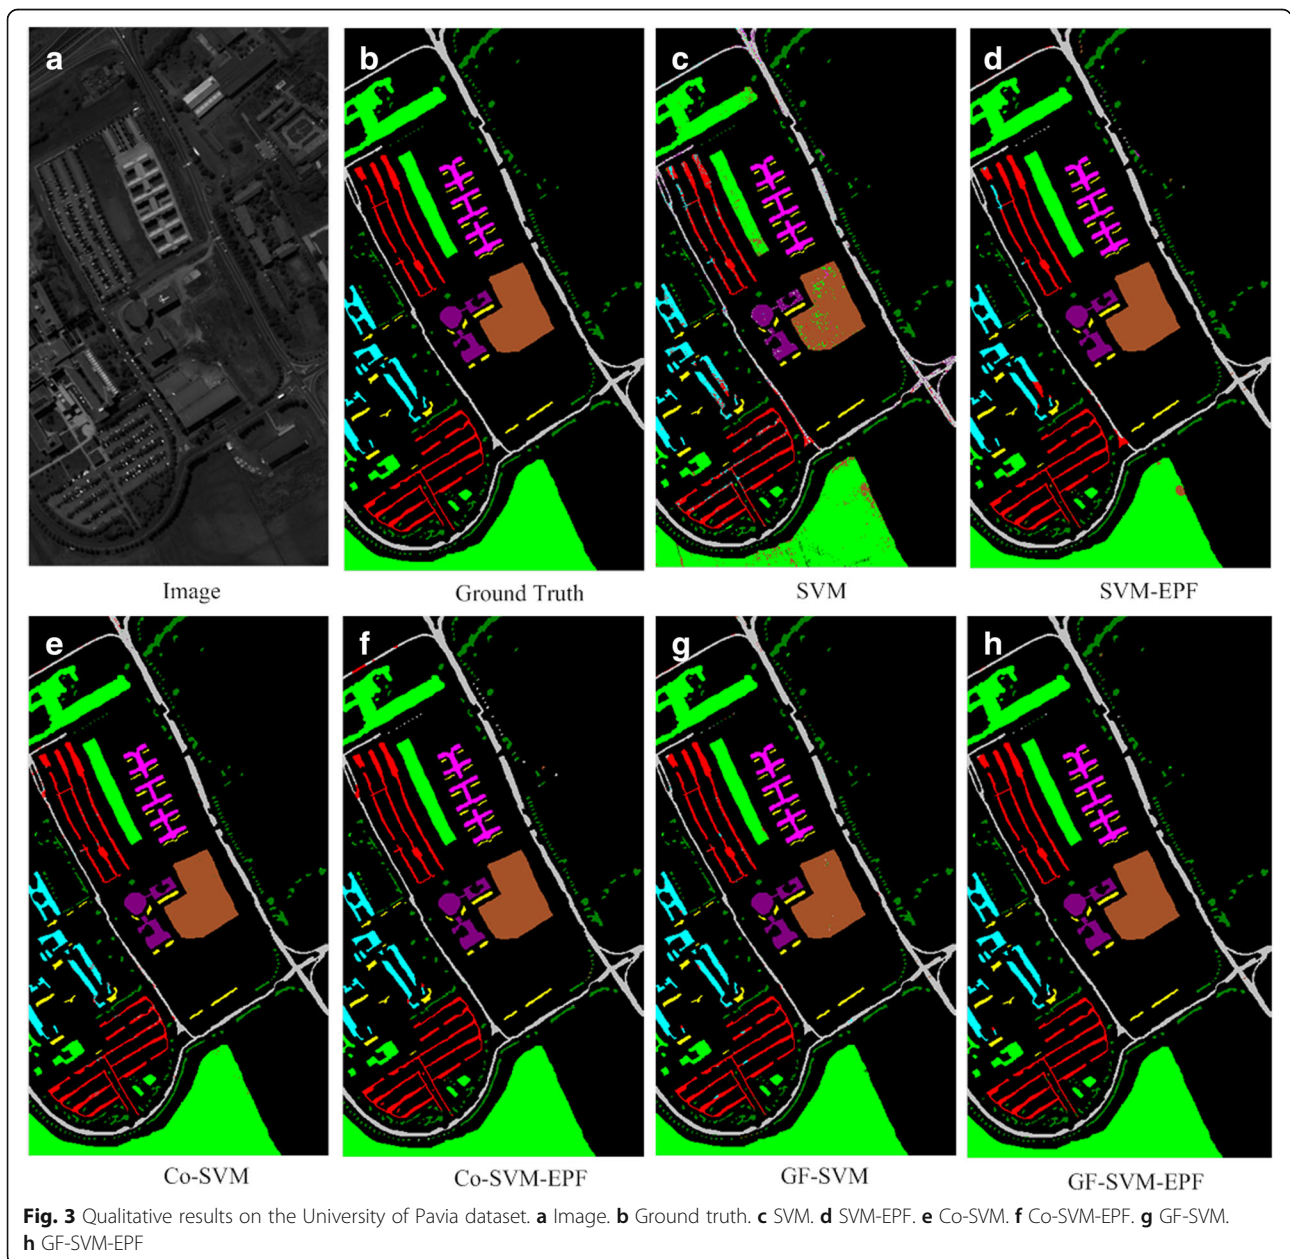 a
b
c
d
Image
Ground Truth
SVM
SVM-EPF
e
f
g
h
Co-SVM
Co-SVM-EPF
GF-SVM
GF-SVM-EPF
Fig. 3 Qualitative results on the University of Pavia dataset. a Image. b Ground truth. c SVM. d SVM-EPF. e Co-SVM. f Co-SVM-EPF. g GF-SVM.
h GF-SVM-EPF